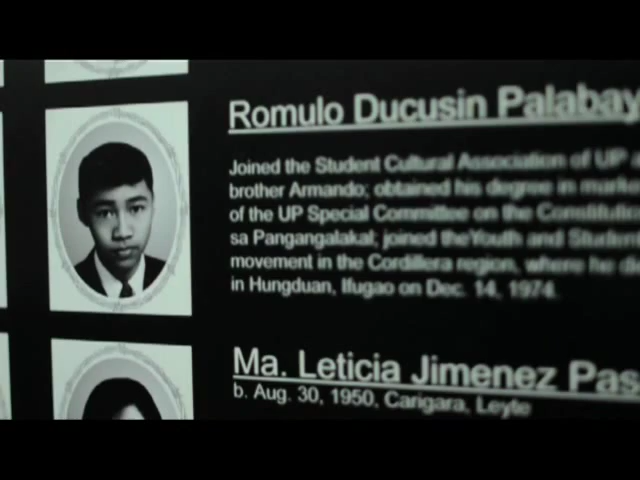 Romulo Ducusin Palabay
Joined the Student Cultural Association of UP
brother Armando; obtained his degree in
of the UP Special Committee on the
sa Pangangalakal; joined theYouth and Student
movement in the Cordillera region, where he
in Hungduan, Ifugao on Dec. 14, 1974.
Ma. Leticia Jimenez
b. Aug. 30, 1950, Carigara, Leyte